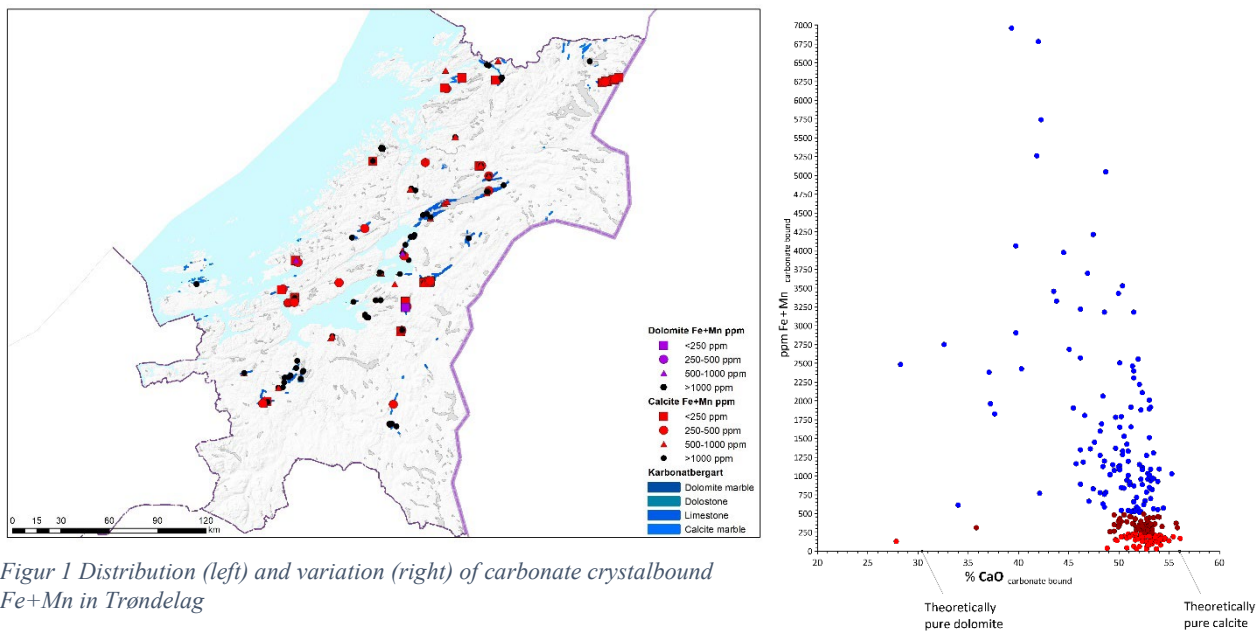 Dolomite Fe+Mn ppm
<250 ppm
250-500 ppm
500-1000 ppm
>1000 ppm
Calcite Fe+Mn ppm
<250 ppm
250-500 ppm
500-1000 ppm
>1000 ppm
Karbonatbergart
Dolomite marble
Dolostone
Limestone
Calcite marble
0 15 30 60 90 120
km
Figur 1 Distribution (left) and variation (right) of carbonate crystalbound
Fe+Mn in Trøndelag
7000
6750
6500
6250
6000
5750
5500
5250
5000
4750
4500
4250
4000
3750
3500
3250
3000
2750
2500
2250
2000
1750
1500
1250
1000
750
500
250
0
ppm Fe + Mn carbonate bound
20 25 30 35 40 45 50 55 60
% CaO carbonate bound
Theoretically
pure dolomite
Theoretically
pure calcite